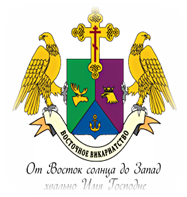 ВОСТОЧНОЕ ВИКАРИАТСТВО
От Восток солнца до Запад
хвально Имя Господне